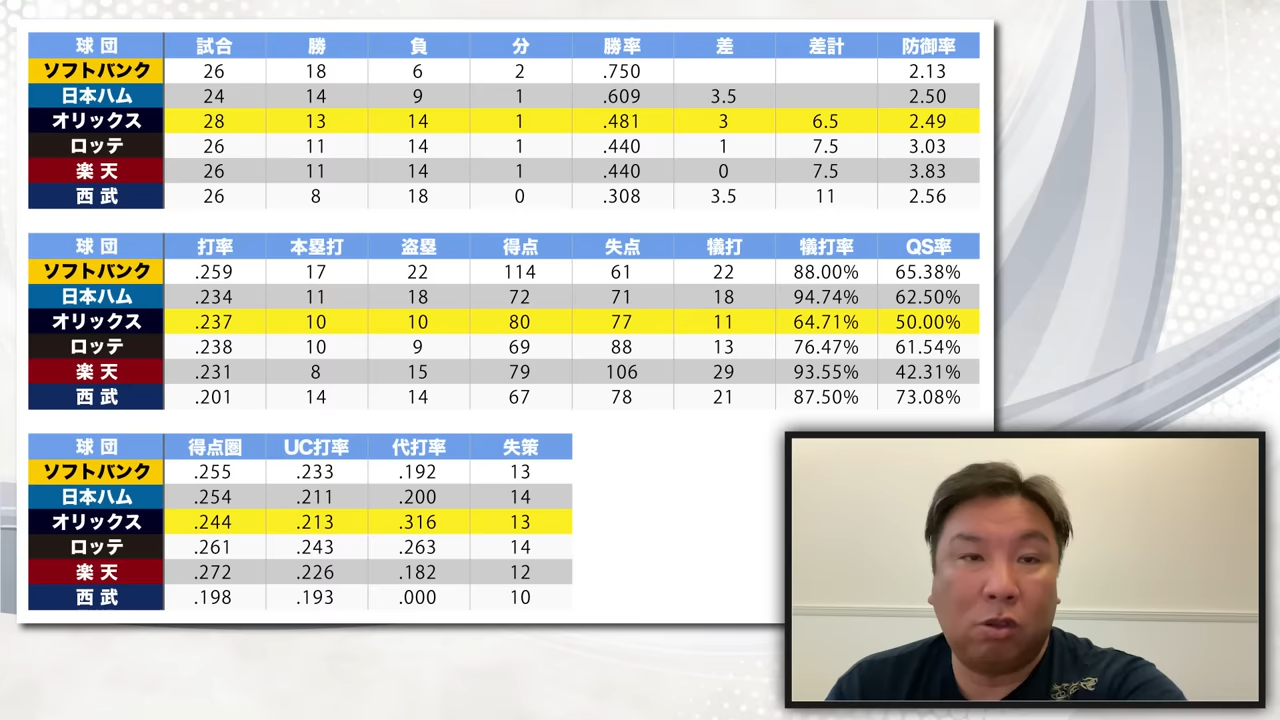 球団 試合 勝 負 分 勝率 差 差計 防御率
ソフトバンク 26 18 6 2 .750 2.13
日本ハム 24 14 9 1 .609 3.5 2.50
オリックス 28 13 14 1 .481 3 6.5 2.49
ロッテ 26 11 14 1 .440 1 7.5 3.03
楽天 26 11 14 1 .440 0 7.5 3.83
西武 26 8 18 0 .308 3.5 11 2.56
球団 打率 本塁打 盗塁 得点 失点 犠打 犠打率 QS率
ソフトバンク .259 17 22 114 61 22 88.00% 65.38%
日本ハム .234 11 18 72 71 18 94.74% 62.50%
オリックス .237 10 10 80 77 11 64.71% 50.00%
ロッテ .238 10 9 69 88 13 76.47% 61.54%
楽天 .231 8 15 79 106 29 93.55% 42.31%
西武 .201 14 14 67 78 21 87.50% 73.08%
球団 得点圏 UC打率 代打率 失策
ソフトバンク .255 .233 .192 13
日本ハム .254 .211 .200 14
オリックス .244 .213 .316 13
ロッテ .261 .243 .263 14
楽天 .272 .226 .182 12
西武 .198 .193 .000 10